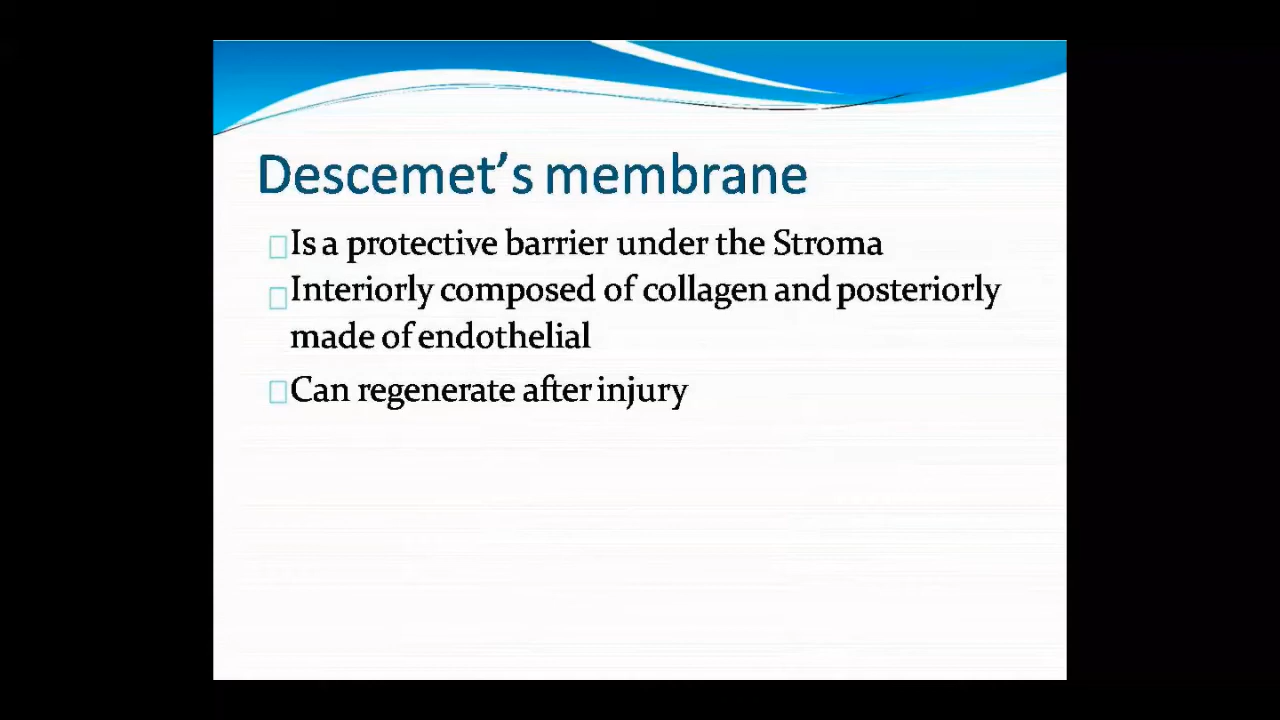 Descemet's membrane
Is a protective barrier under the Stroma
Interiorly composed of collagen and posteriorly
made of endothelial
Can regenerate after injury